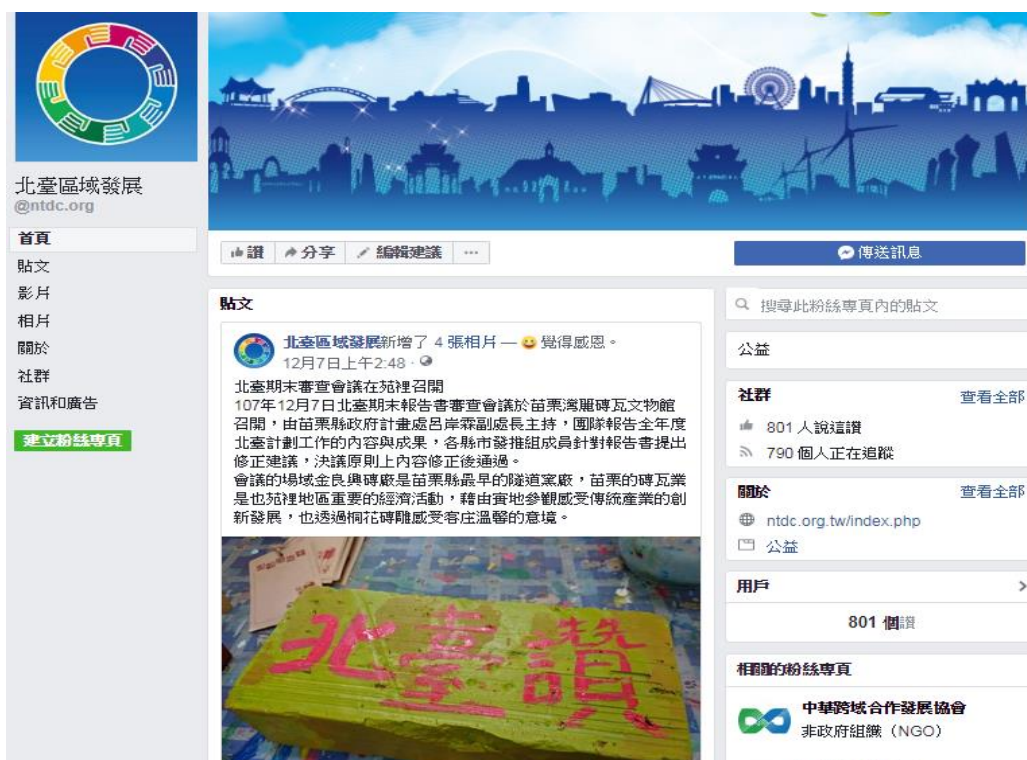 北臺區域發展
@ntdc.org
首頁
貼文
影片
相片
關於
社群
資訊和廣告
建立粉絲專頁
讚
分享
編輯建議
...
傳送訊息
貼文
北臺區域發展新增了 4 張相片 — 覺得感恩。
12月7日上午2:48 ·
北臺期末審查會議在苑裡召開
107年12月7日北臺期末報告書審查會議於苗栗灣麗磚瓦文物館
召開，由苗栗縣政府計畫處呂岸霖副處長主持，團隊報告全年度
北臺計劃工作的內容與成果，各縣市發推組成員針對報告書提出
修正建議，決議原則上內容修正後通過。
會議的場域金良興磚廠是苗栗縣最早的隧道窯廠，苗栗的磚瓦業
是也苑裡地區重要的經濟活動，藉由實地參觀感受傳統產業的創
新發展，也透過桐花磚雕感受客庄溫馨的意境。
北臺讚
搜尋此粉絲專頁內的貼文
公益
社群
查看全部
801 人說這讚
790 個人正在追蹤
關於
查看全部
ntdc.org.tw/index.php
公益
用戶
801 個讚
相關的粉絲專頁
中華跨域合作發展協會
非政府組織（NGO）